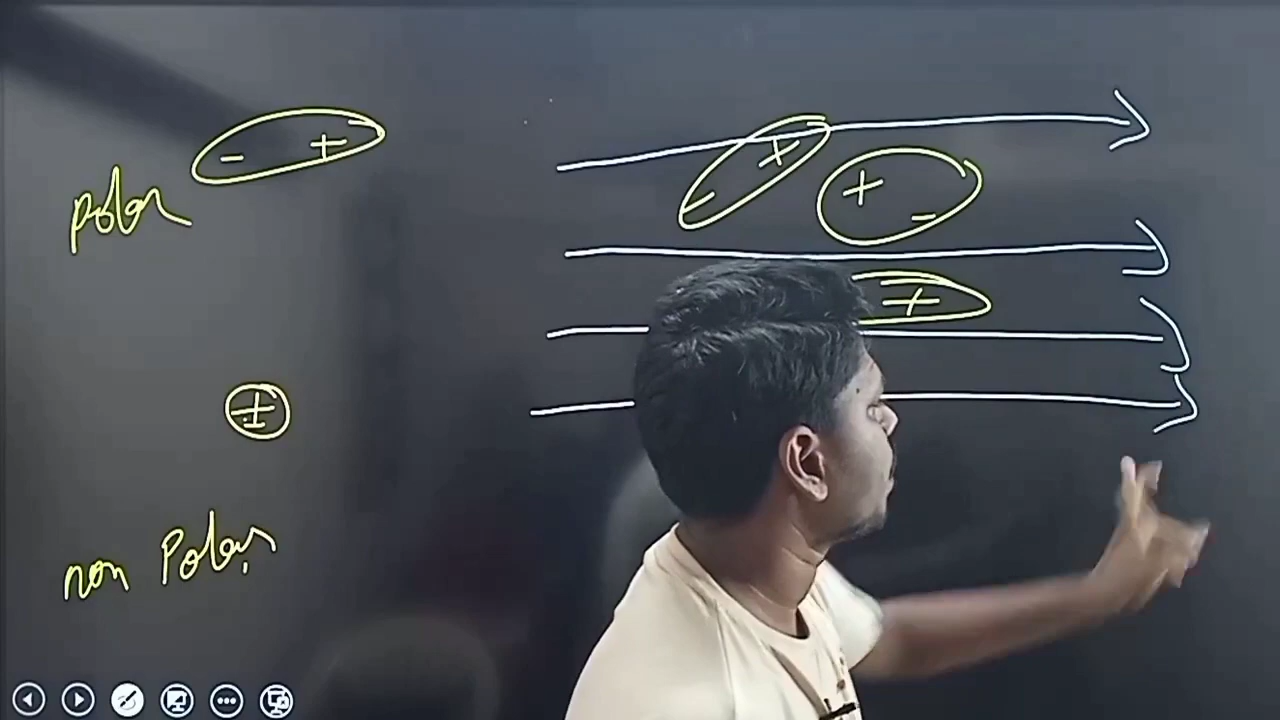 - +
polar
+ -
+ -
+
±
non Polar